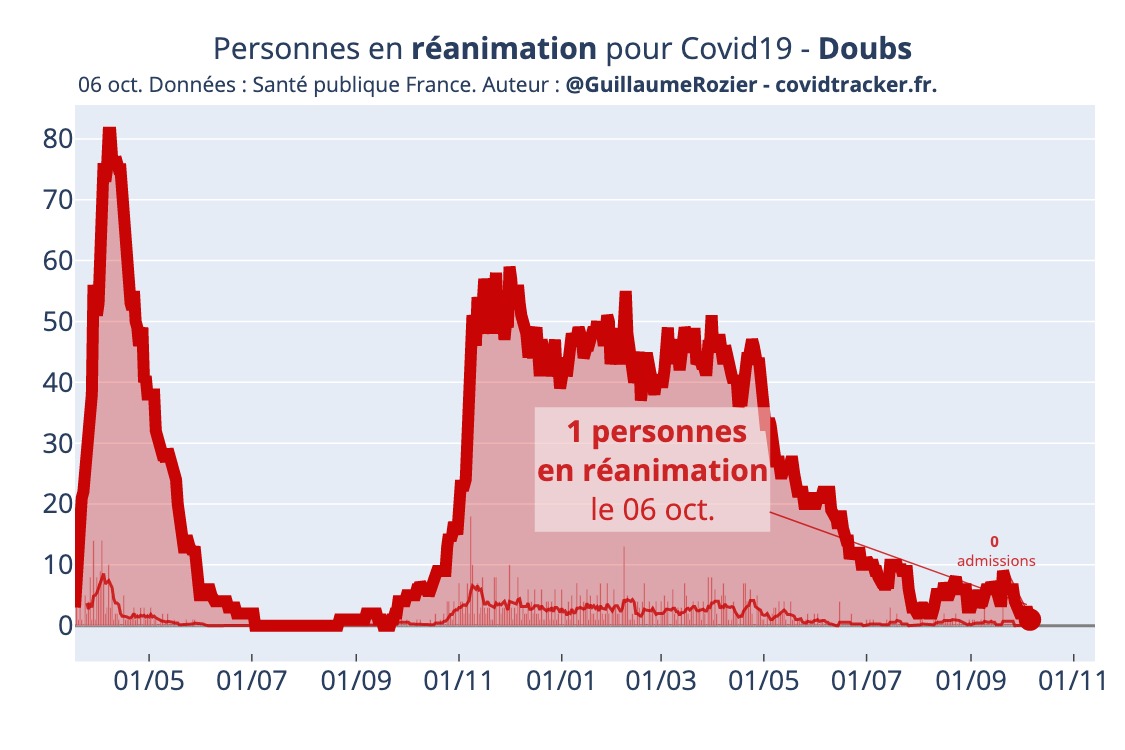 Personnes en réanimation pour Covid19 - Doubs
06 oct. Données : Santé publique France. Auteur : @GuillaumeRozier - covidtracker.fr.
80
70
60
50
40
30
20
10
0
1 personnes
en réanimation
le 06 oct.
0
admissions
01/05 01/07 01/09 01/11 01/01 01/03 01/05 01/07 01/09 01/11